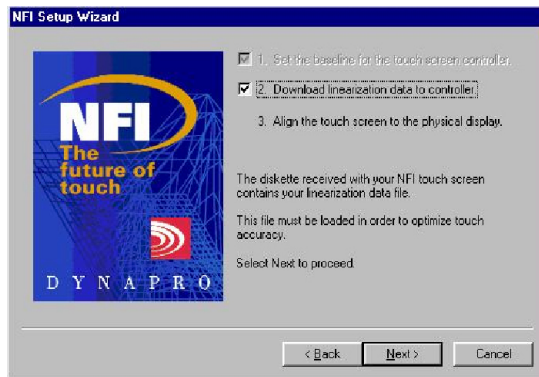 NFI Setup Wizard
NFI
The
future of
touch
DYNAPRO
1. Set the baseline for the touch screen controller.
2. Download linearization data to controller.
3. Align the touch screen to the physical display.
The diskette received with your NFI touch screen
contains your linearization data file.
This file must be loaded in order to optimize touch
accuracy.
Select Next to proceed.
< Back
Next >
Cancel